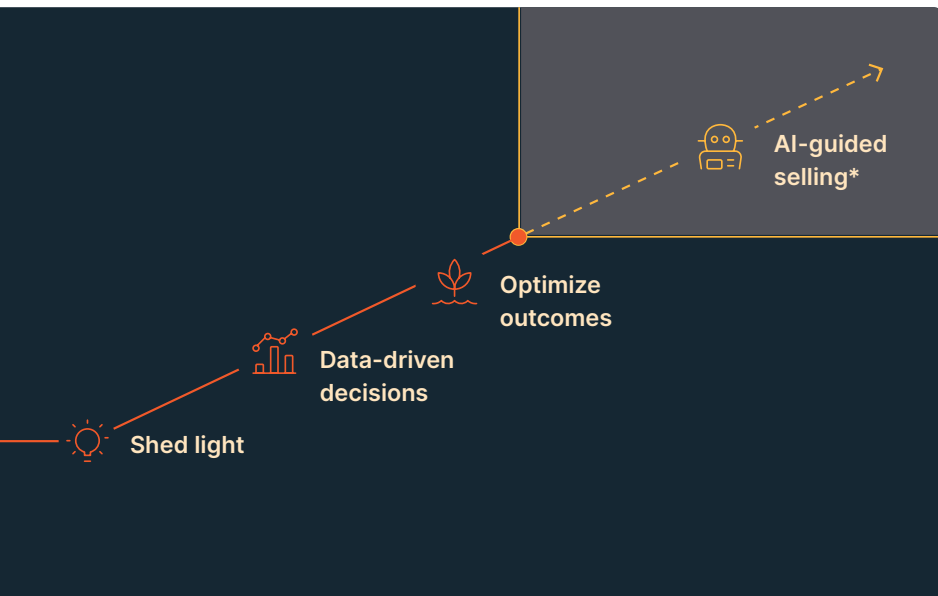 AI-guided
selling*
Optimize
outcomes
Data-driven
decisions
Shed light